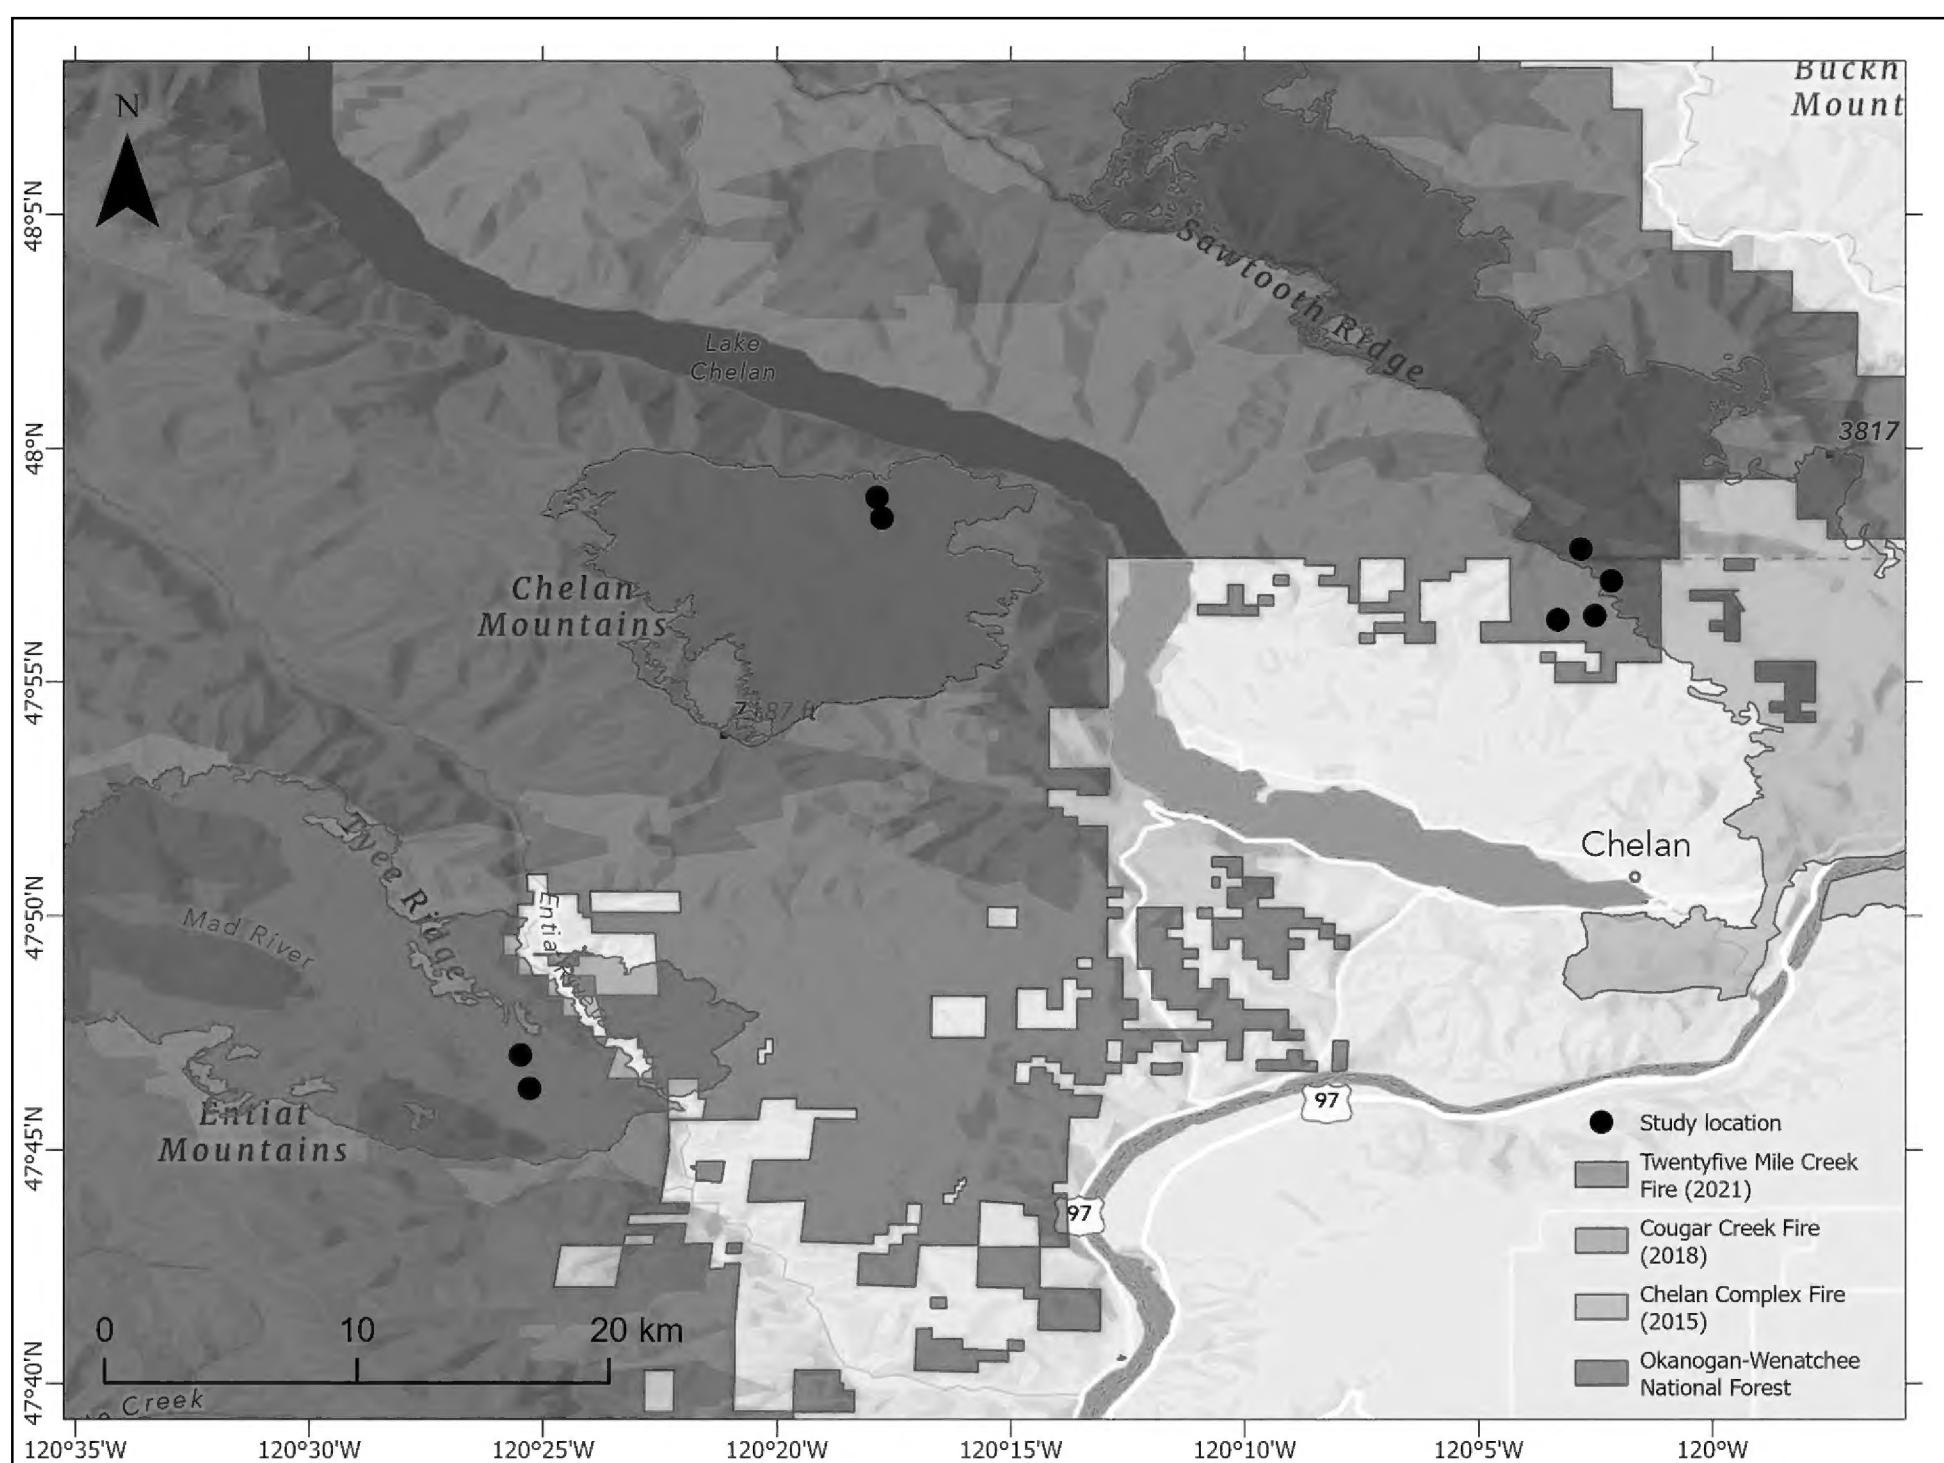 Buckh
Mount
N
48°5'N
48°N
47°55'N
47°50'N
47°45'N
47°40'N
Sawtooth Ridge
Lake
Chelan
3817
Chelan
Mountains
Tyee Ridge
Mad River
Entiat
Chelan
Entiat
Mountains
97
97
Study location
Twentyfive Mile Creek
Fire (2021)
Cougar Creek Fire
(2018)
Chelan Complex Fire
(2015)
Okanogan-Wenatchee
National Forest
0 10 20 km
Creek
120°35'W 120°30'W 120°25'W 120°20'W 120°15'W 120°10'W 120°5'W 120°W